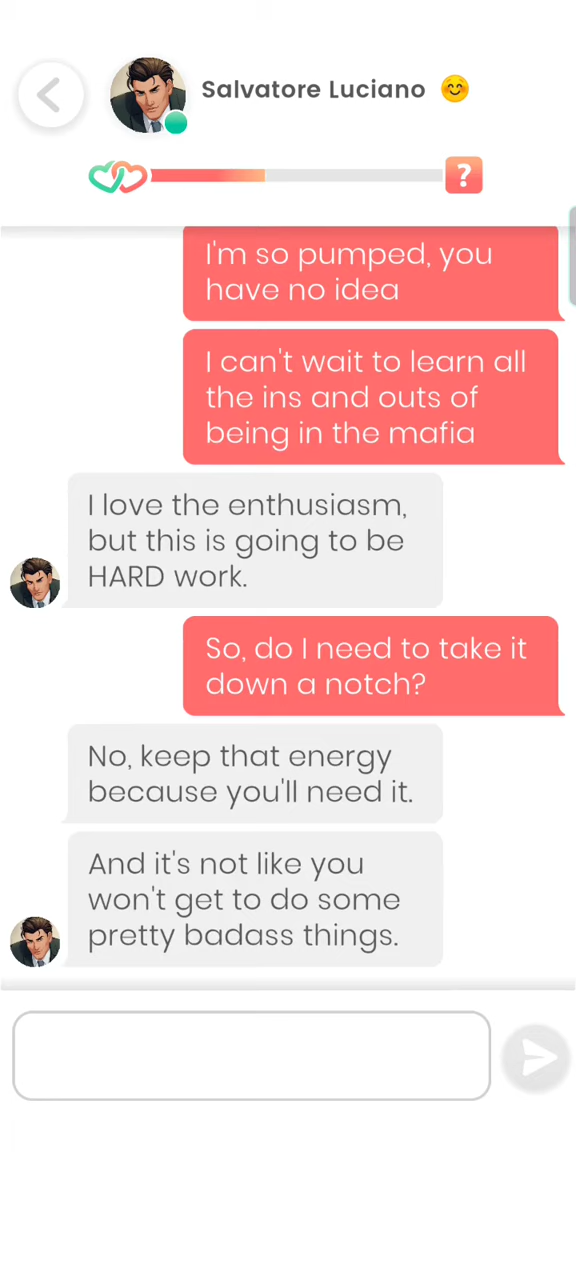 Salvatore Luciano 😊
?
I'm so pumped, you
have no idea
I can't wait to learn all
the ins and outs of
being in the mafia
I love the enthusiasm,
but this is going to be
HARD work.
So, do I need to take it
down a notch?
No, keep that energy
because you'll need it.
And it's not like you
won't get to do some
pretty badass things.